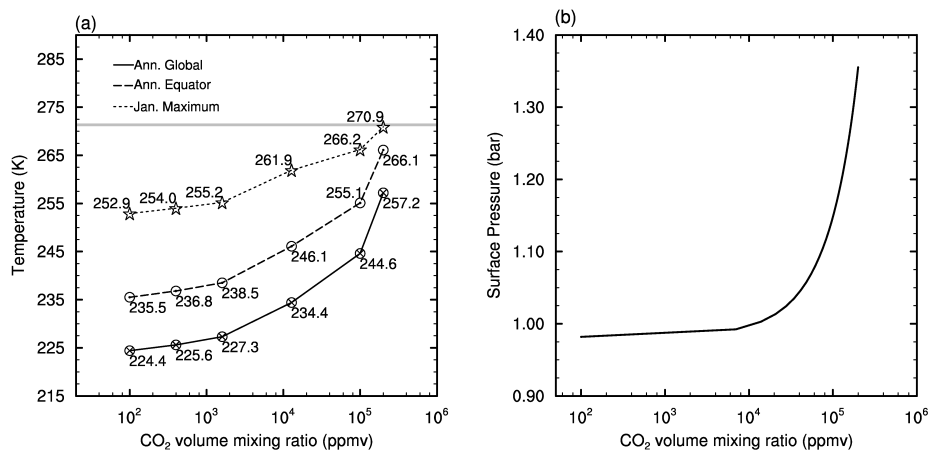 (a)
285
275
265
255
245
235
225
215
Temperature (K)
Ann. Global
Ann. Equator
Jan. Maximum
252.9
254.0
255.2
261.9
266.2
270.9
235.5
236.8
238.5
246.1
255.1
266.1
224.4
225.6
227.3
234.4
244.6
257.2
10² 10³ 10⁴ 10⁵ 10⁶
CO₂ volume mixing ratio (ppmv)
(b)
1.40
1.30
1.20
1.10
1.00
0.90
Surface Pressure (bar)
10² 10³ 10⁴ 10⁵ 10⁶
CO₂ volume mixing ratio (ppmv)